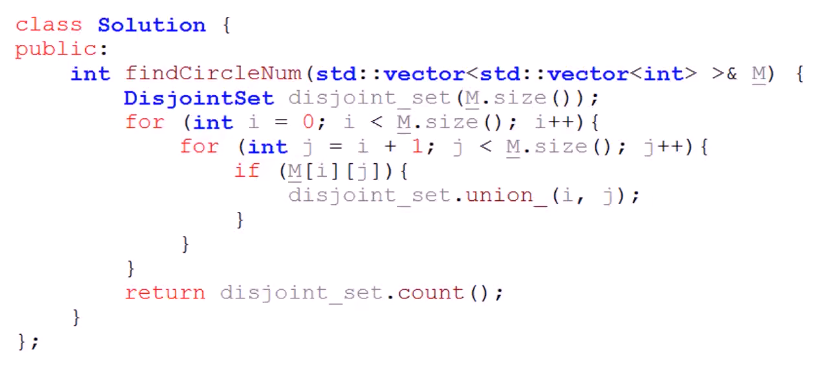 class Solution {
public:
    int findCircleNum(std::vector<std::vector<int> >& M) {
        DisjointSet disjoint_set(M.size());
        for (int i = 0; i < M.size(); i++){
            for (int j = i + 1; j < M.size(); j++){
                if (M[i][j]){
                    disjoint_set.union_(i, j);
                }
            }
        }
        return disjoint_set.count();
    }
};